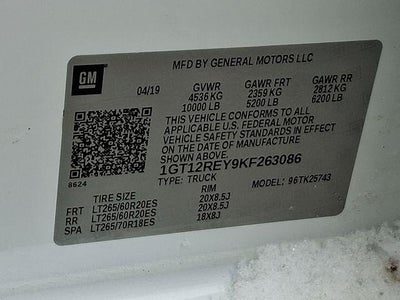 GM
MFD BY GENERAL MOTORS LLC
04/19 GVWR GAWR FRT GAWR RR
4536 KG 2359 KG 2812 KG
10000 LB 5200 LB 6200 LB
THIS VEHICLE CONFORMS TO ALL
APPLICABLE U.S. FEDERAL MOTOR
VEHICLE SAFETY STANDARDS IN EFFECT
ON THE DATE OF MANUFACTURE SHOWN ABOVE
1GT12REY9KF263086
TYPE: TRUCK MODEL: 96TK25743
8624
TIRE SIZE RIM
FRT LT265/60R20ES 20X8.5J
RR LT265/60R20ES 20X8.5J
SPA LT265/70R18ES 18X8J